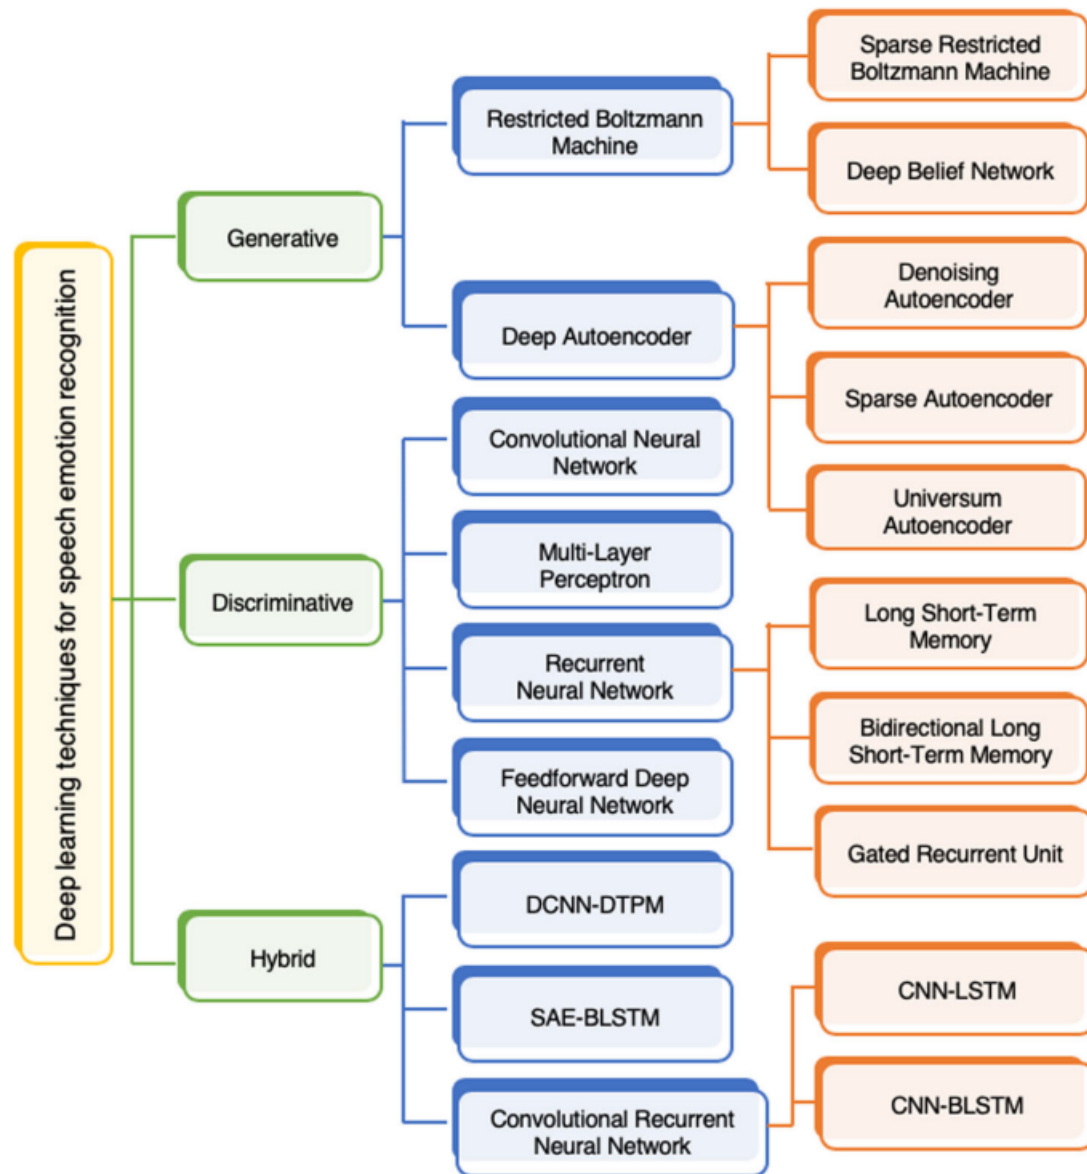 Deep learning techniques for speech emotion recognition
Generative
Restricted Boltzmann
Machine
Sparse Restricted
Boltzmann Machine
Deep Belief Network
Deep Autoencoder
Denoising
Autoencoder
Sparse Autoencoder
Universum
Autoencoder
Discriminative
Convolutional Neural
Network
Multi-Layer
Perceptron
Recurrent
Neural Network
Long Short-Term
Memory
Bidirectional Long
Short-Term Memory
Gated Recurrent Unit
Feedforward Deep
Neural Network
Hybrid
DCNN-DTPM
SAE-BLSTM
Convolutional Recurrent
Neural Network
CNN-LSTM
CNN-BLSTM